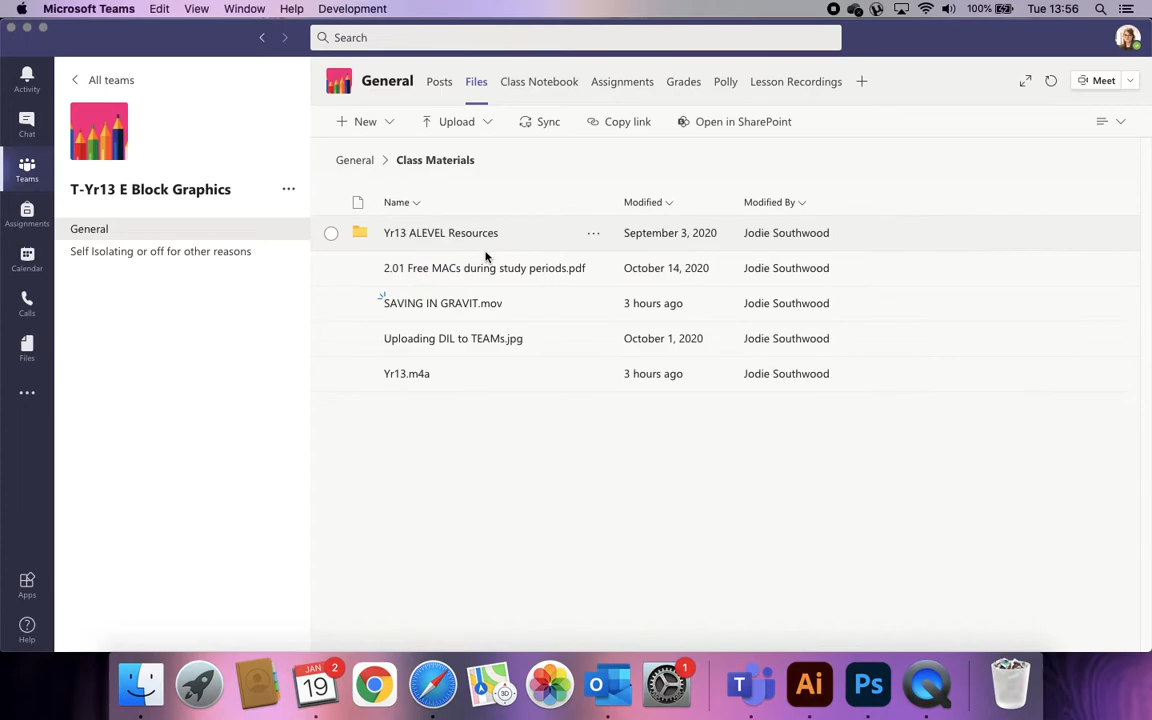 Microsoft Teams Edit View Window Help Development 100% Tue 13:56
Search
Activity
Chat
Teams
Assignments
Calendar
Calls
Files
Apps
Help
All teams
T-Yr13 E Block Graphics
General
Self Isolating or off for other reasons
General Posts Files Class Notebook Assignments Grades Polly Lesson Recordings Meet
New Upload Sync Copy link Open in SharePoint
General Class Materials
Name Modified Modified By
Yr13 ALEVEL Resources September 3, 2020 Jodie Southwood
2.01 Free MACs during study periods.pdf October 14, 2020 Jodie Southwood
SAVING IN GRAVIT.mov 3 hours ago Jodie Southwood
Uploading DIL to TEAMs.jpg October 1, 2020 Jodie Southwood
Yr13.m4a 3 hours ago Jodie Southwood
JAN 19 2 3D O 1 T Ai Ps